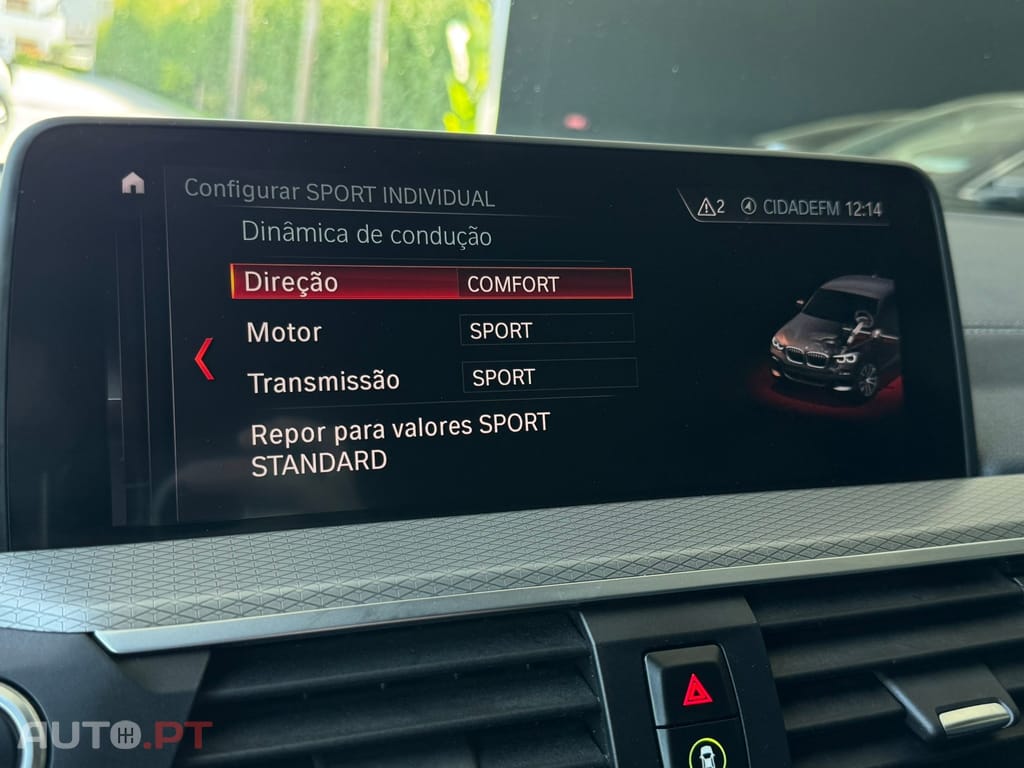 Configurar SPORT INDIVIDUAL
2 CIDADEFM 12:14
Dinâmica de condução
Direção COMFORT
Motor SPORT
Transmissão SPORT
Repor para valores SPORT
STANDARD
AUTO.PT